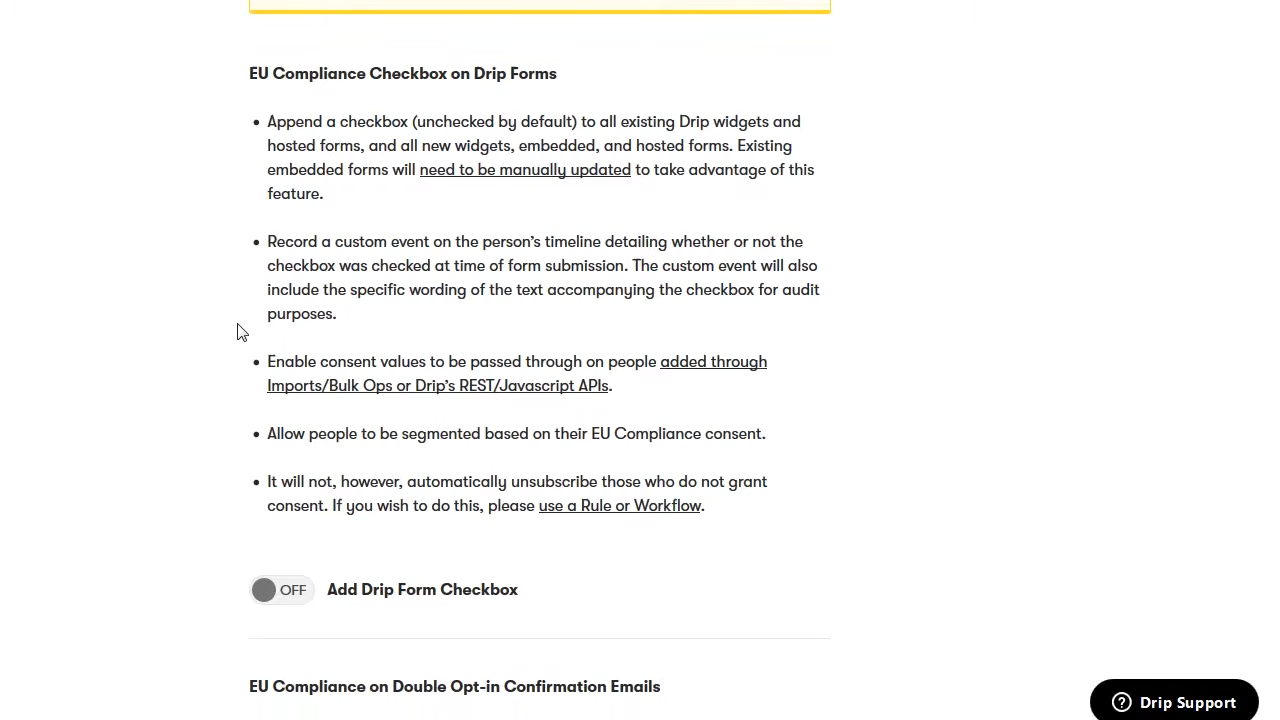 EU Compliance Checkbox on Drip Forms
• Append a checkbox (unchecked by default) to all existing Drip widgets and
hosted forms, and all new widgets, embedded, and hosted forms. Existing
embedded forms will need to be manually updated to take advantage of this
feature.
• Record a custom event on the person’s timeline detailing whether or not the
checkbox was checked at time of form submission. The custom event will also
include the specific wording of the text accompanying the checkbox for audit
purposes.
• Enable consent values to be passed through on people added through
Imports/Bulk Ops or Drip’s REST/Javascript APIs.
• Allow people to be segmented based on their EU Compliance consent.
• It will not, however, automatically unsubscribe those who do not grant
consent. If you wish to do this, please use a Rule or Workflow.
OFF Add Drip Form Checkbox
EU Compliance on Double Opt-in Confirmation Emails
Drip Support